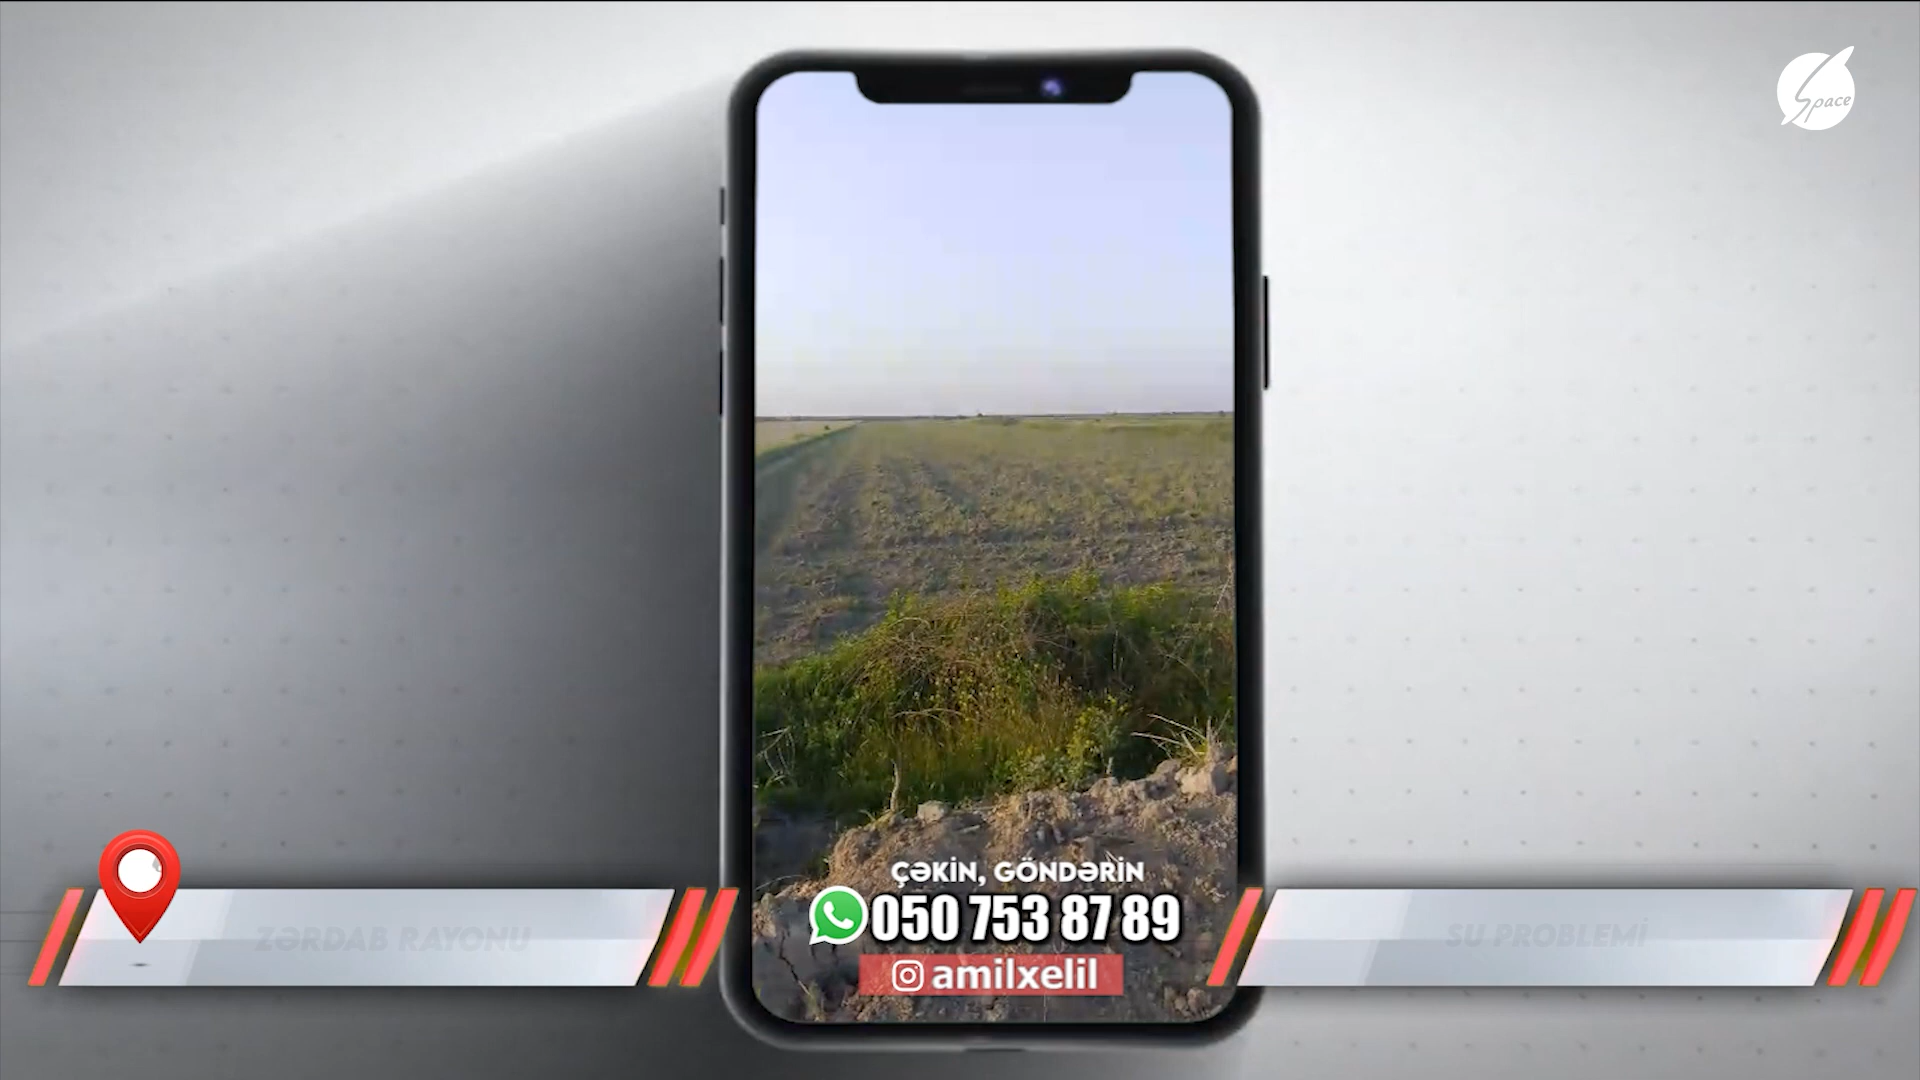 Space
ÇƏKİN, GÖNDƏRİN
050 753 87 89
amilxelil
ZƏRDAB RAYONU
SU PROBLEMİ